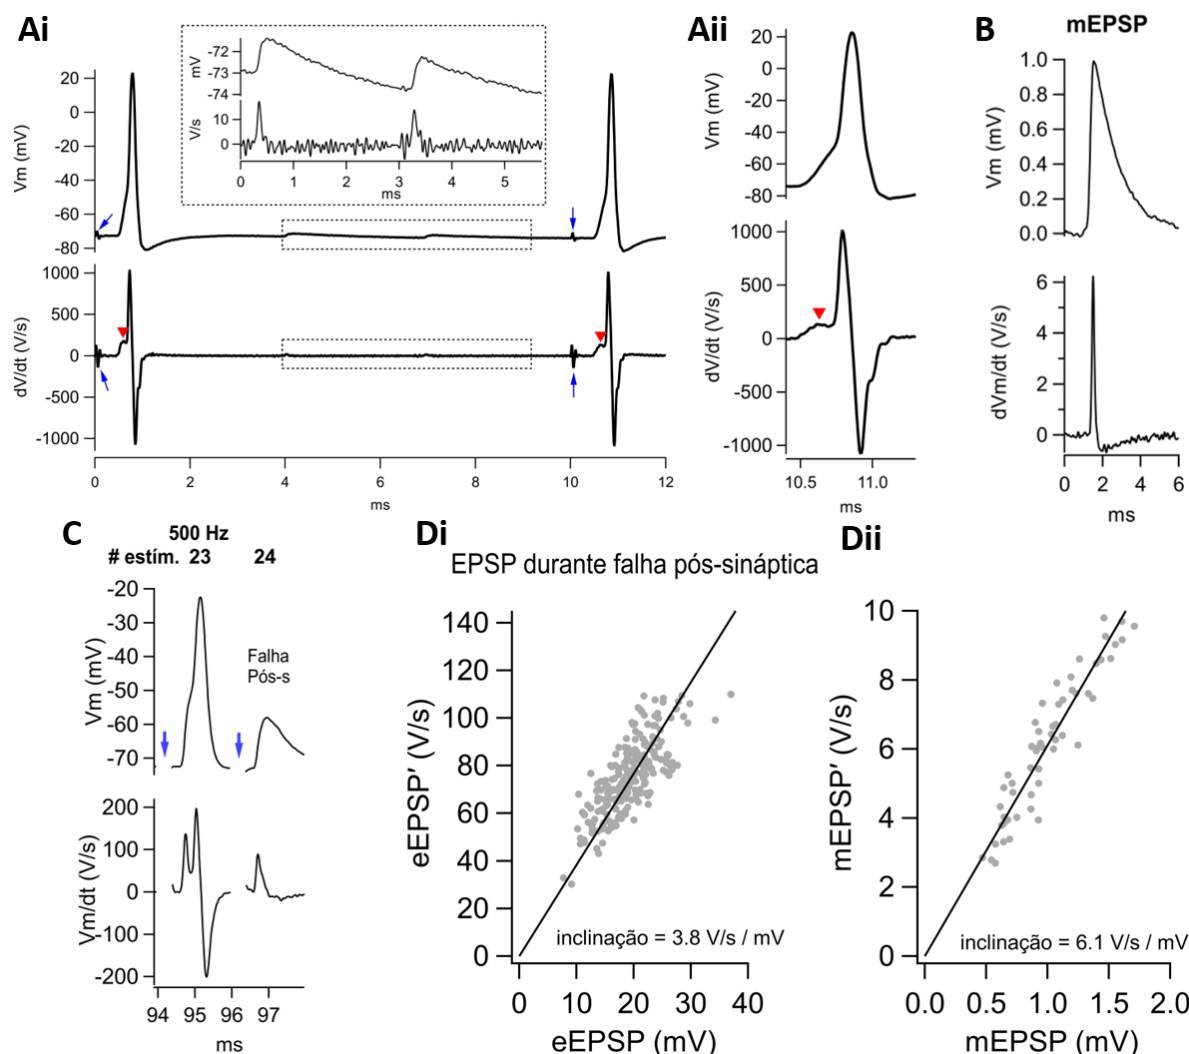 Ai
20
0
-20
-40
-60
-80
Vm (mV)
-72
-73
-74
mV
10
0
V/s
0 1 2 3 4 5
ms
1000
500
0
-500
-1000
dV/dt (V/s)
0 2 4 6 8 10 12
ms
Aii
20
0
-20
-40
-60
-80
Vm (mV)
1000
500
0
-500
-1000
dV/dt (V/s)
10.5 11.0
ms
B
mEPSP
1.0
0.8
0.6
0.4
0.2
0.0
Vm (mV)
6
4
2
0
dVm/dt (V/s)
0 2 4 6
ms
C
500 Hz
# estím. 23 24
-20
-30
-40
-50
-60
-70
Vm (mV)
Falha
Pós-s
200
100
0
-100
-200
Vm/dt (V/s)
94 95 96 97
ms
Di
EPSP durante falha pós-sináptica
140
120
100
80
60
40
20
0
eEPSP′ (V/s)
inclinação = 3.8 V/s / mV
0 10 20 30 40
eEPSP (mV)
Dii
10
8
6
4
2
0
mEPSP′ (V/s)
inclinação = 6.1 V/s / mV
0.0 0.5 1.0 1.5 2.0
mEPSP (mV)